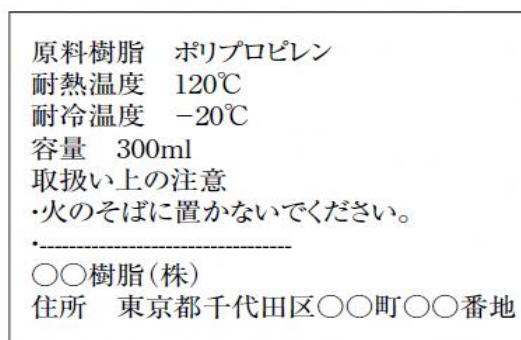 原料樹脂　ポリプロピレン
耐熱温度　120℃
耐冷温度　−20℃
容量　300ml
取扱い上の注意
・火のそばに置かないでください。
・----------------------------------
○○樹脂（株）
住所　東京都千代田区○○町○○番地